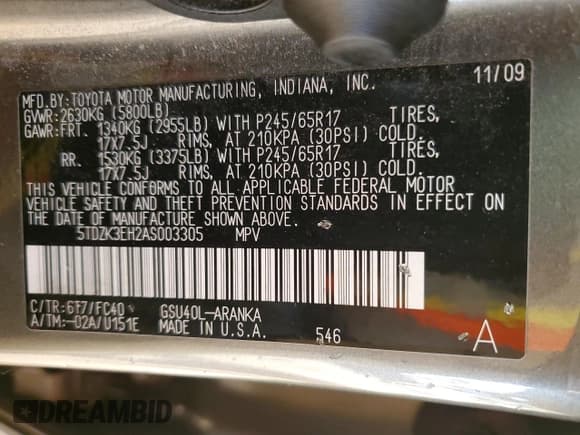 MFD.BY:TOYOTA MOTOR MANUFACTURING, INDIANA, INC. 11/09
GVWR:2630KG (5800LB)
GAWR:FRT. 1340KG (2955LB) WITH P245/65R17 TIRES,
17X7.5J RIMS, AT 210KPA (30PSI) COLD.
RR. 1530KG (3375LB) WITH P245/65R17 TIRES,
17X7.5J RIMS, AT 210KPA (30PSI) COLD.
THIS VEHICLE CONFORMS TO ALL APPLICABLE FEDERAL MOTOR
VEHICLE SAFETY AND THEFT PREVENTION STANDARDS IN EFFECT ON
THE DATE OF MANUFACTURE SHOWN ABOVE.
5TDZK3EH2AS003305 MPV
C/TR:6T7/FC40 GSU40L-ARANKA
A/TM:-02A/U151E MADE IN U.S.A. 546 A
DREAMBID